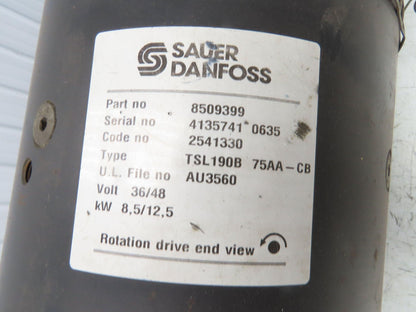 SAUER
DANFOSS
Part no 8509399
Serial no 4135741*0635
Code no 2541330
Type TSL190B 75AA-CB
U.L. File no AU3560
Volt 36/48
kW 8,5/12,5
Rotation drive end view